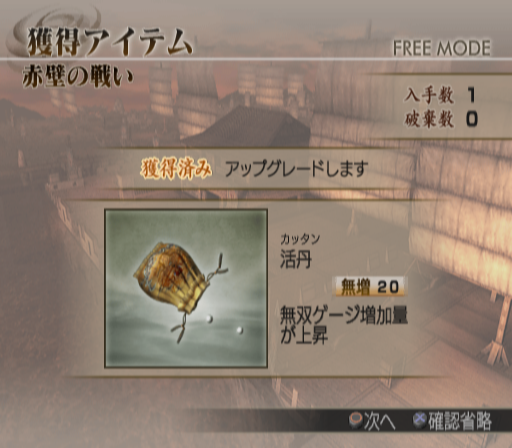 獲得アイテム
FREE MODE
赤壁の戦い
入手数 1
破棄数 0
獲得済み アップグレードします
カッタン
活丹
無増 20
無双ゲージ増加量
が上昇
次へ 確認省略